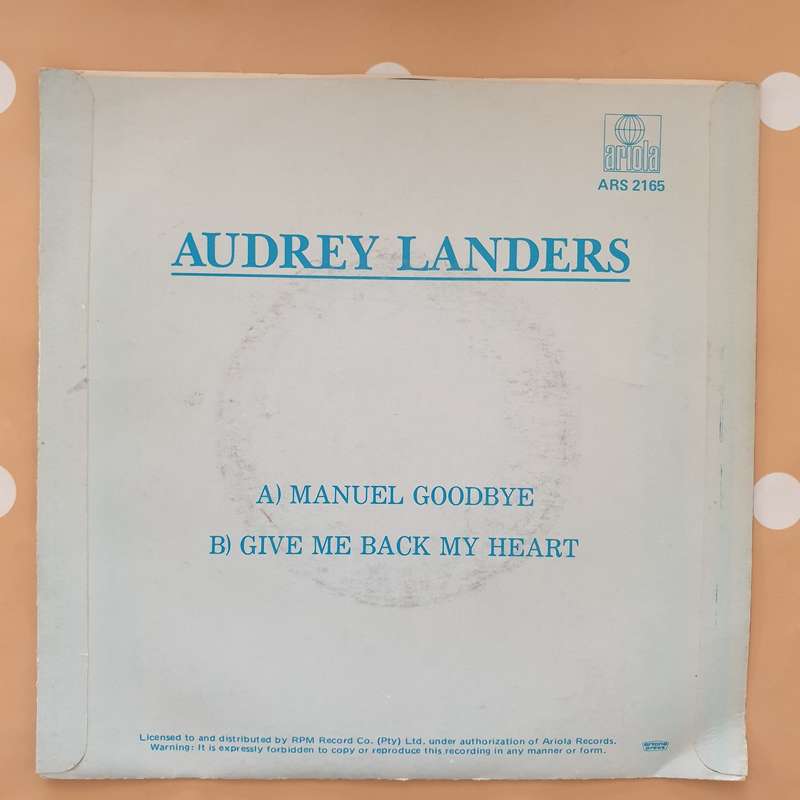 ariola
ARS 2165
AUDREY LANDERS
A) MANUEL GOODBYE
B) GIVE ME BACK MY HEART
Licensed to and distributed by RPM Record Co. (Pty) Ltd. under authorization of Ariola Records.
Warning: It is expressly forbidden to copy or reproduce this recording in any manner or form.